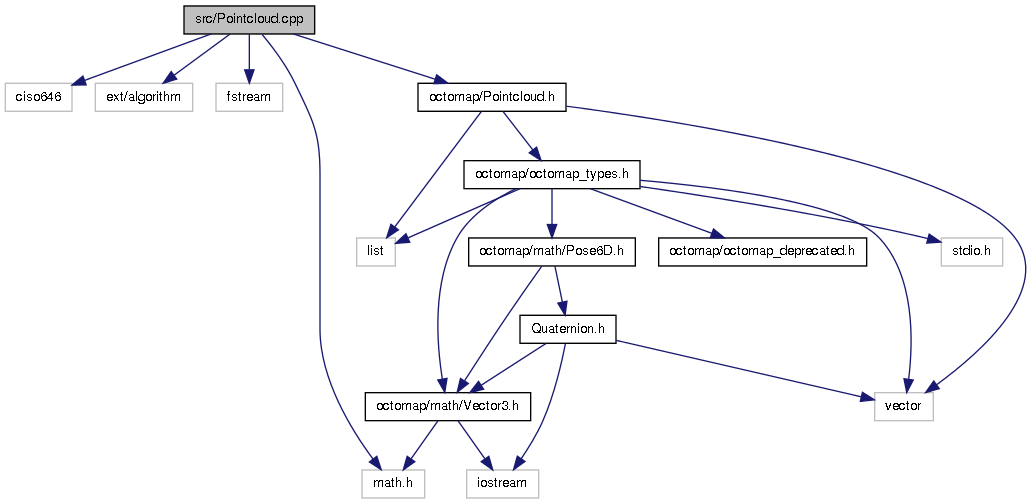 src/Pointcloud.cpp
ciso646
ext/algorithm
fstream
octomap/Pointcloud.h
octomap/octomap_types.h
list
octomap/math/Pose6D.h
octomap/octomap_deprecated.h
stdio.h
Quaternion.h
octomap/math/Vector3.h
vector
math.h
iostream